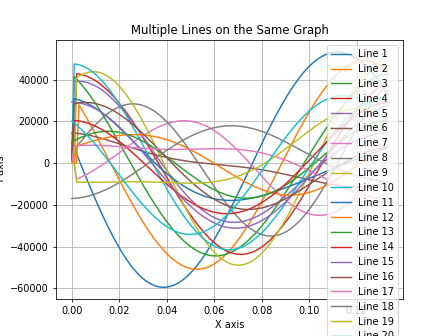 Multiple Lines on the Same Graph
40000
20000
0
−20000
−40000
−60000
0.00
0.02
0.04
0.06
0.08
0.10
X axis
Line 1
Line 2
Line 3
Line 4
Line 5
Line 6
Line 7
Line 8
Line 9
Line 10
Line 11
Line 12
Line 13
Line 14
Line 15
Line 16
Line 17
Line 18
Line 19
Line 20